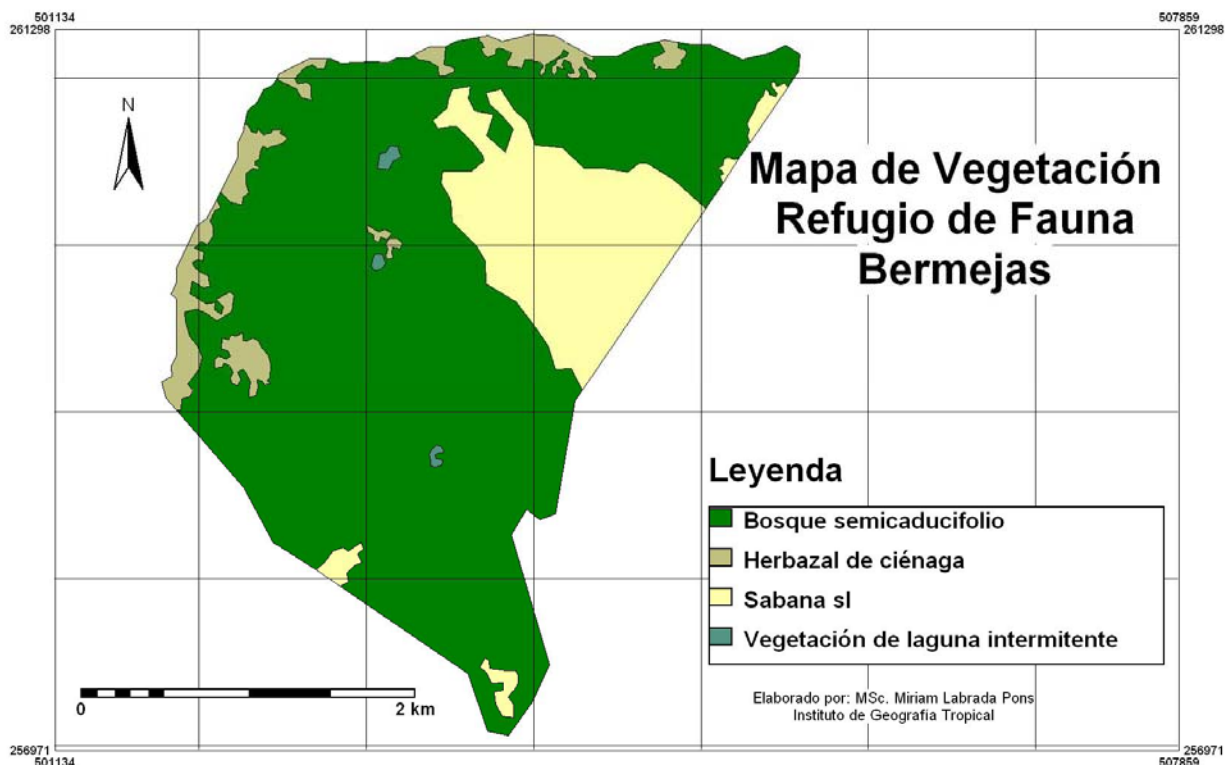 501134
507859
261298
261298
N
Mapa de Vegetación
Refugio de Fauna
Bermejas
Leyenda
Bosque semicaducifolio
Herbazal de ciénaga
Sabana sl
Vegetación de laguna intermitente
0
2 km
Elaborado por: MSc. Miriam Labrada Pons
Instituto de Geografía Tropical
256971
256971
501134
507859